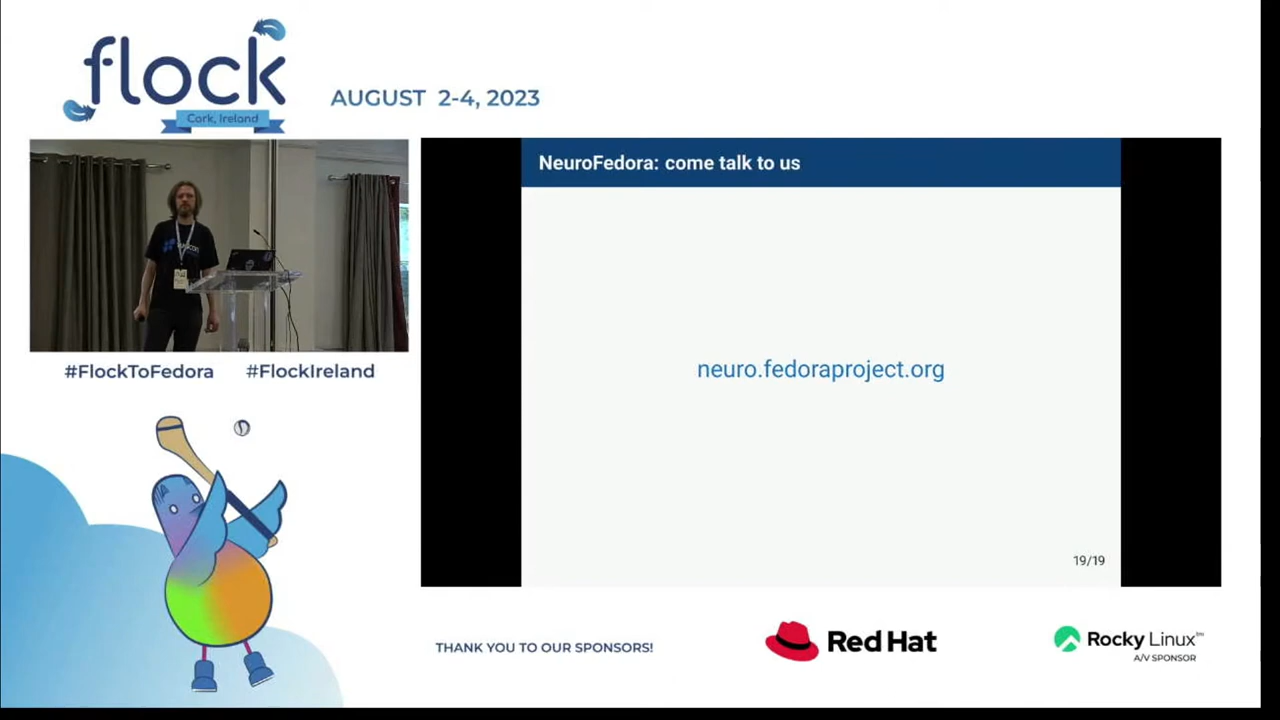 flock
Cork, Ireland
AUGUST 2-4, 2023
NeuroFedora: come talk to us
neuro.fedoraproject.org
19/19
#FlockToFedora #FlockIreland
THANK YOU TO OUR SPONSORS!
Red Hat
Rocky Linux™
A/V SPONSOR